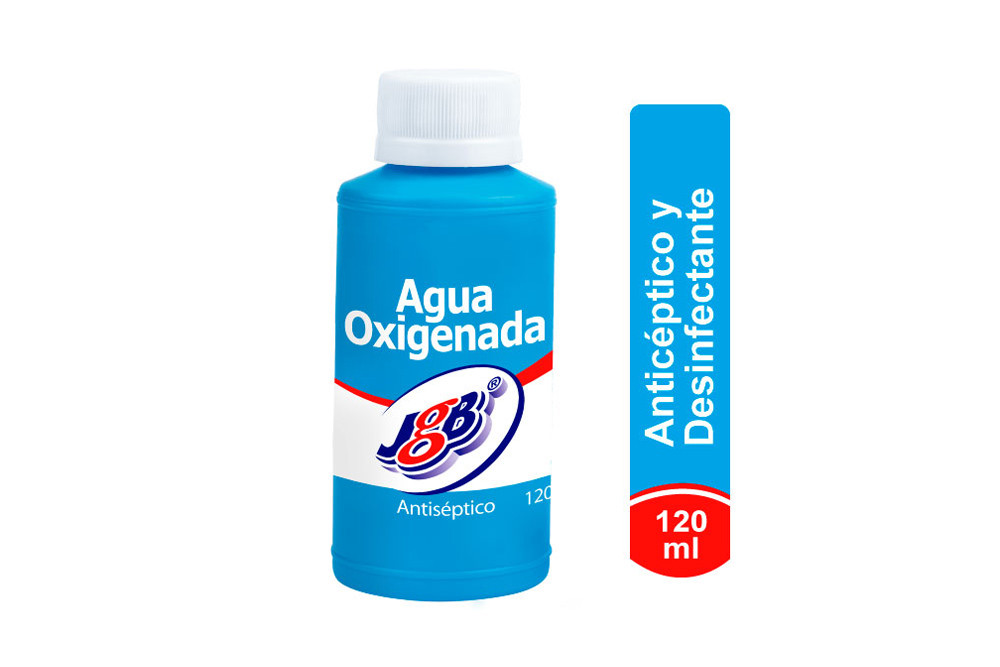 Agua
Oxigenada
JGB®
Antiséptico
120
Anticéptico y
Desinfectante
120
ml